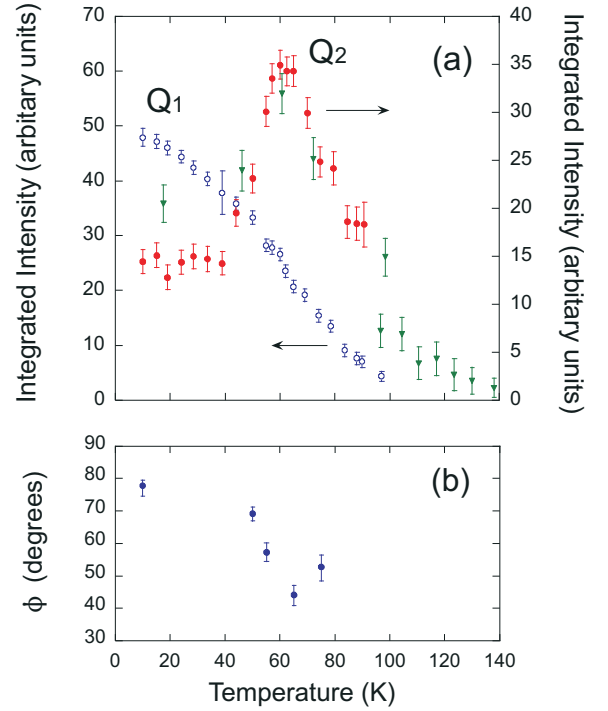 Integrated Intensity (arbitary units)
70
60
50
40
30
20
10
0
Q1
Q2
(a)
40
35
30
25
20
15
10
5
0
Integrated Intensity (arbitary units)
ϕ (degrees)
90
80
70
60
50
40
30
(b)
0 20 40 60 80 100 120 140
Temperature (K)